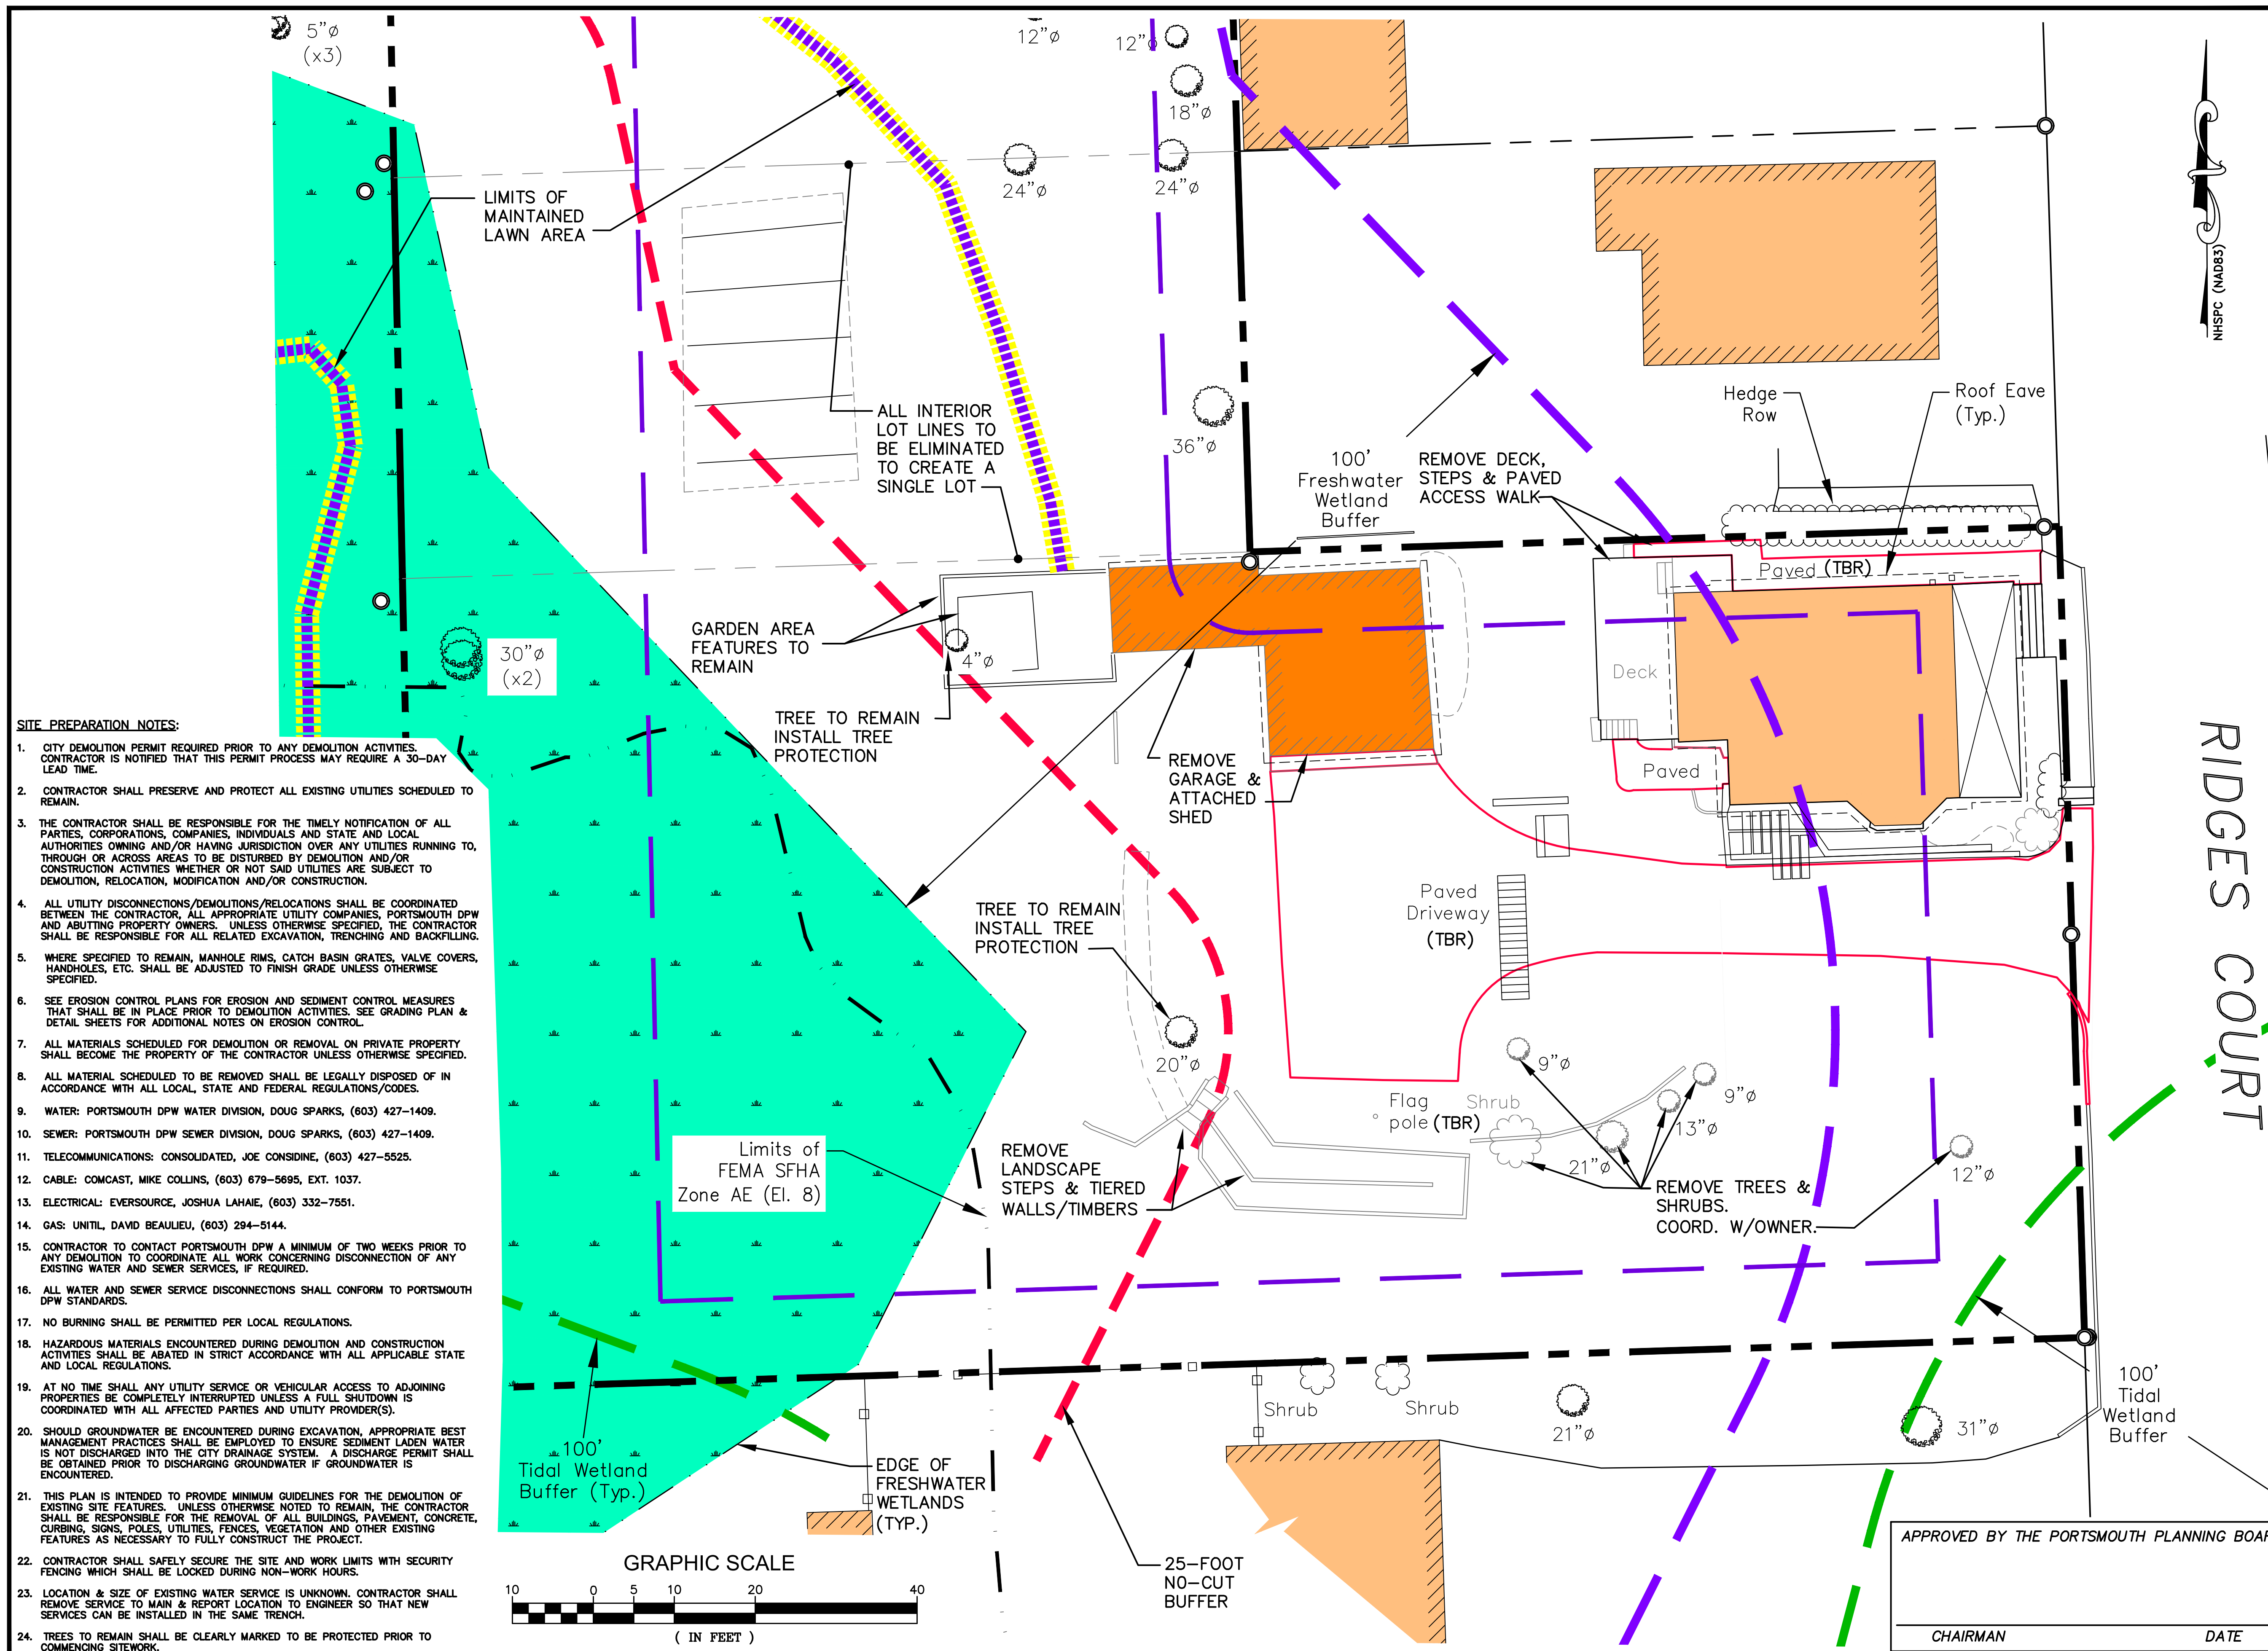 5"ø
(x3)
12"ø
12"ø
18"ø
24"ø
24"ø
36"ø
NHSPC (NAD83)
LIMITS OF
MAINTAINED
LAWN AREA
ALL INTERIOR
LOT LINES TO
BE ELIMINATED
TO CREATE A
SINGLE LOT
100'
Freshwater
Wetland
Buffer
REMOVE DECK,
STEPS & PAVED
ACCESS WALK
Hedge
Row
Roof Eave
(Typ.)
Paved (TBR)
Deck
Paved
30"ø
(x2)
GARDEN AREA
FEATURES TO
REMAIN
4"ø
TREE TO REMAIN
INSTALL TREE
PROTECTION
REMOVE
GARAGE &
ATTACHED
SHED
RIDGES COURT
TREE TO REMAIN
INSTALL TREE
PROTECTION
20"ø
Paved
Driveway
(TBR)
9"ø
9"ø
13"ø
21"ø
12"ø
Flag
pole (TBR)
Shrub
Limits of
FEMA SFHA
Zone AE (El. 8)
REMOVE
LANDSCAPE
STEPS & TIERED
WALLS/TIMBERS
REMOVE TREES &
SHRUBS.
COORD. W/OWNER.
100'
Tidal Wetland
Buffer (Typ.)
EDGE OF
FRESHWATER
WETLANDS
(TYP.)
Shrub
Shrub
21"ø
31"ø
100'
Tidal
Wetland
Buffer
25-FOOT
NO-CUT
BUFFER
SITE PREPARATION NOTES:
1. CITY DEMOLITION PERMIT REQUIRED PRIOR TO ANY DEMOLITION ACTIVITIES.
CONTRACTOR IS NOTIFIED THAT THIS PERMIT PROCESS MAY REQUIRE A 30-DAY
LEAD TIME.
2. CONTRACTOR SHALL PRESERVE AND PROTECT ALL EXISTING UTILITIES SCHEDULED TO
REMAIN.
3. THE CONTRACTOR SHALL BE RESPONSIBLE FOR THE TIMELY NOTIFICATION OF ALL
PARTIES, CORPORATIONS, COMPANIES, INDIVIDUALS AND STATE AND LOCAL
AUTHORITIES OWNING AND/OR HAVING JURISDICTION OVER ANY UTILITIES RUNNING TO,
THROUGH OR ACROSS AREAS TO BE DISTURBED BY DEMOLITION AND/OR
CONSTRUCTION ACTIVITIES WHETHER OR NOT SAID UTILITIES ARE SUBJECT TO
DEMOLITION, RELOCATION, MODIFICATION AND/OR CONSTRUCTION.
4. ALL UTILITY DISCONNECTIONS/DEMOLITIONS/RELOCATIONS SHALL BE COORDINATED
BETWEEN THE CONTRACTOR, ALL APPROPRIATE UTILITY COMPANIES, PORTSMOUTH DPW
AND ABUTTING PROPERTY OWNERS. UNLESS OTHERWISE SPECIFIED, THE CONTRACTOR
SHALL BE RESPONSIBLE FOR ALL RELATED EXCAVATION, TRENCHING AND BACKFILLING.
5. WHERE SPECIFIED TO REMAIN, MANHOLE RIMS, CATCH BASIN GRATES, VALVE COVERS,
HANDHOLES, ETC. SHALL BE ADJUSTED TO FINISH GRADE UNLESS OTHERWISE
SPECIFIED.
6. SEE EROSION CONTROL PLANS FOR EROSION AND SEDIMENT CONTROL MEASURES
THAT SHALL BE IN PLACE PRIOR TO DEMOLITION ACTIVITIES. SEE GRADING PLAN &
DETAIL SHEETS FOR ADDITIONAL NOTES ON EROSION CONTROL.
7. ALL MATERIALS SCHEDULED FOR DEMOLITION OR REMOVAL ON PRIVATE PROPERTY
SHALL BECOME THE PROPERTY OF THE CONTRACTOR UNLESS OTHERWISE SPECIFIED.
8. ALL MATERIAL SCHEDULED TO BE REMOVED SHALL BE LEGALLY DISPOSED OF IN
ACCORDANCE WITH ALL LOCAL, STATE AND FEDERAL REGULATIONS/CODES.
9. WATER: PORTSMOUTH DPW WATER DIVISION, DOUG SPARKS, (603) 427-1409.
10. SEWER: PORTSMOUTH DPW SEWER DIVISION, DOUG SPARKS, (603) 427-1409.
11. TELECOMMUNICATIONS: CONSOLIDATED, JOE CONSIDINE, (603) 427-5525.
12. CABLE: COMCAST, MIKE COLLINS, (603) 679-5695, EXT. 1037.
13. ELECTRICAL: EVERSOURCE, JOSHUA LAHAIE, (603) 332-7551.
14. GAS: UNITIL, DAVID BEAULIEU, (603) 294-5144.
15. CONTRACTOR TO CONTACT PORTSMOUTH DPW A MINIMUM OF TWO WEEKS PRIOR TO
ANY DEMOLITION TO COORDINATE ALL WORK CONCERNING DISCONNECTION OF ANY
EXISTING WATER AND SEWER SERVICES, IF REQUIRED.
16. ALL WATER AND SEWER SERVICE DISCONNECTIONS SHALL CONFORM TO PORTSMOUTH
DPW STANDARDS.
17. NO BURNING SHALL BE PERMITTED PER LOCAL REGULATIONS.
18. HAZARDOUS MATERIALS ENCOUNTERED DURING DEMOLITION AND CONSTRUCTION
ACTIVITIES SHALL BE ABATED IN STRICT ACCORDANCE WITH ALL APPLICABLE STATE
AND LOCAL REGULATIONS.
19. AT NO TIME SHALL ANY UTILITY SERVICE OR VEHICULAR ACCESS TO ADJOINING
PROPERTIES BE COMPLETELY INTERRUPTED UNLESS A FULL SHUTDOWN IS
COORDINATED WITH ALL AFFECTED PARTIES AND UTILITY PROVIDER(S).
20. SHOULD GROUNDWATER BE ENCOUNTERED DURING EXCAVATION, APPROPRIATE BEST
MANAGEMENT PRACTICES SHALL BE EMPLOYED TO ENSURE SEDIMENT LADEN WATER
IS NOT DISCHARGED INTO THE CITY DRAINAGE SYSTEM. A DISCHARGE PERMIT SHALL
BE OBTAINED PRIOR TO DISCHARGING GROUNDWATER IF GROUNDWATER IS
ENCOUNTERED.
21. THIS PLAN IS INTENDED TO PROVIDE MINIMUM GUIDELINES FOR THE DEMOLITION OF
EXISTING SITE FEATURES. UNLESS OTHERWISE NOTED TO REMAIN, THE CONTRACTOR
SHALL BE RESPONSIBLE FOR THE REMOVAL OF ALL BUILDINGS, PAVEMENT, CONCRETE,
CURBING, SIGNS, POLES, UTILITIES, FENCES, VEGETATION AND OTHER EXISTING
FEATURES AS NECESSARY TO FULLY CONSTRUCT THE PROJECT.
22. CONTRACTOR SHALL SAFELY SECURE THE SITE AND WORK LIMITS WITH SECURITY
FENCING WHICH SHALL BE LOCKED DURING NON-WORK HOURS.
23. LOCATION & SIZE OF EXISTING WATER SERVICE IS UNKNOWN. CONTRACTOR SHALL
REMOVE SERVICE TO MAIN & REPORT LOCATION TO ENGINEER SO THAT NEW
SERVICES CAN BE INSTALLED IN THE SAME TRENCH.
24. TREES TO REMAIN SHALL BE CLEARLY MARKED TO BE PROTECTED PRIOR TO
COMMENCING SITEWORK.
GRAPHIC SCALE
10 0 5 10 20 40
( IN FEET )
APPROVED BY THE PORTSMOUTH PLANNING
CHAIRMAN DATE